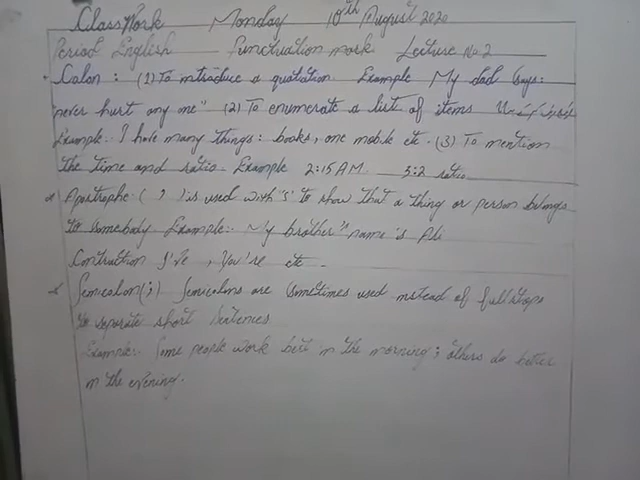 Class Work Monday 10th August 2020
Period English Punctuation mark Lecture No. 2
Colon : (1) To introduce a quotation Example My dad says:
"never hurt any one" (2) To enumerate a list of items
Example: I have many things: books, one mobile etc. (3) To mention
the time and ratio. Example 2:15 AM. 3:2 ratio
Apostrophe ( , ) is used with 's' to show that a thing or person belongs
to somebody Example:- My brother's name is Ali
Contruction I've, You're etc -
Semicolon (;) Semicolons are sometimes used instead of full stops
to separate short sentences
Example: Some people work best in the morning; others do better
in the evening.